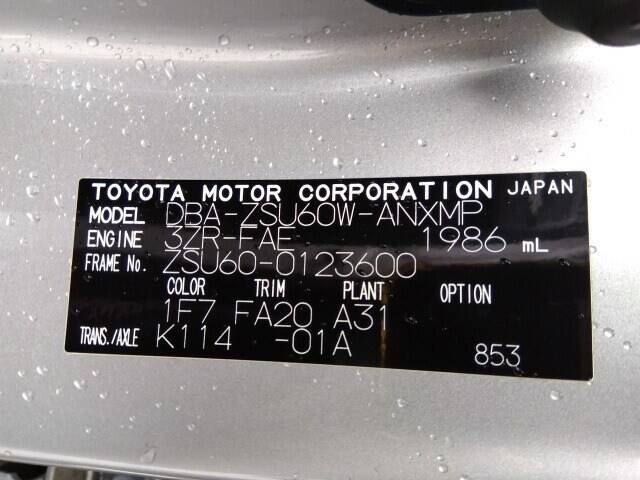 TOYOTA MOTOR CORPORATION JAPAN
MODEL DBA-ZSU60W-ANXMP
ENGINE 3ZR-FAE 1986 mL
FRAME No. ZSU60-0123600
COLOR TRIM PLANT OPTION
1F7 FA20 A31
TRANS./AXLE K114 -01A
853